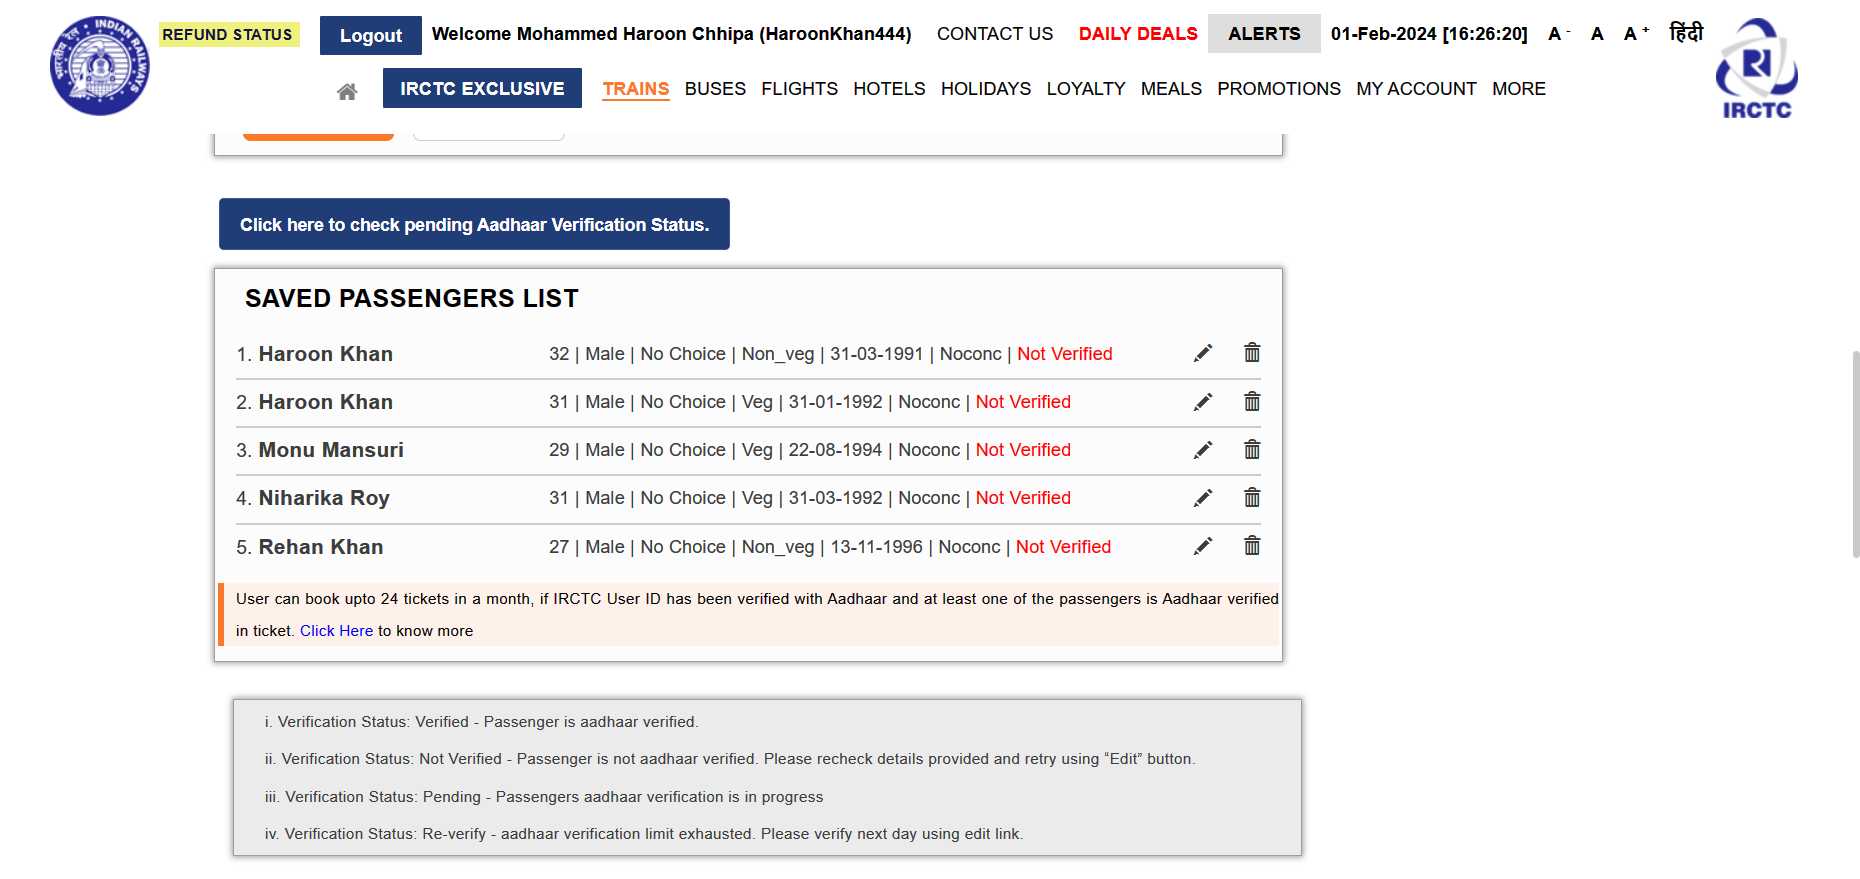 REFUND STATUS
Logout
Welcome Mohammed Haroon Chhipa (HaroonKhan444)
CONTACT US
DAILY DEALS
ALERTS
01-Feb-2024 [16:26:20]
A - A A +
हिंदी
IRCTC EXCLUSIVE
TRAINS BUSES FLIGHTS HOTELS HOLIDAYS LOYALTY MEALS PROMOTIONS MY ACCOUNT MORE
INDIAN RAILWAYS
भारतीय रेल
IRCTC
Click here to check pending Aadhaar Verification Status.
SAVED PASSENGERS LIST
1. Haroon Khan 32 | Male | No Choice | Non_veg | 31-03-1991 | Noconc | Not Verified
2. Haroon Khan 31 | Male | No Choice | Veg | 31-01-1992 | Noconc | Not Verified
3. Monu Mansuri 29 | Male | No Choice | Veg | 22-08-1994 | Noconc | Not Verified
4. Niharika Roy 31 | Male | No Choice | Veg | 31-03-1992 | Noconc | Not Verified
5. Rehan Khan 27 | Male | No Choice | Non_veg | 13-11-1996 | Noconc | Not Verified
User can book upto 24 tickets in a month, if IRCTC User ID has been verified with Aadhaar and at least one of the passengers is Aadhaar verified
in ticket. Click Here to know more
i. Verification Status: Verified - Passenger is aadhaar verified.
ii. Verification Status: Not Verified - Passenger is not aadhaar verified. Please recheck details provided and retry using “Edit” button.
iii. Verification Status: Pending - Passengers aadhaar verification is in progress
iv. Verification Status: Re-verify - aadhaar verification limit exhausted. Please verify next day using edit link.